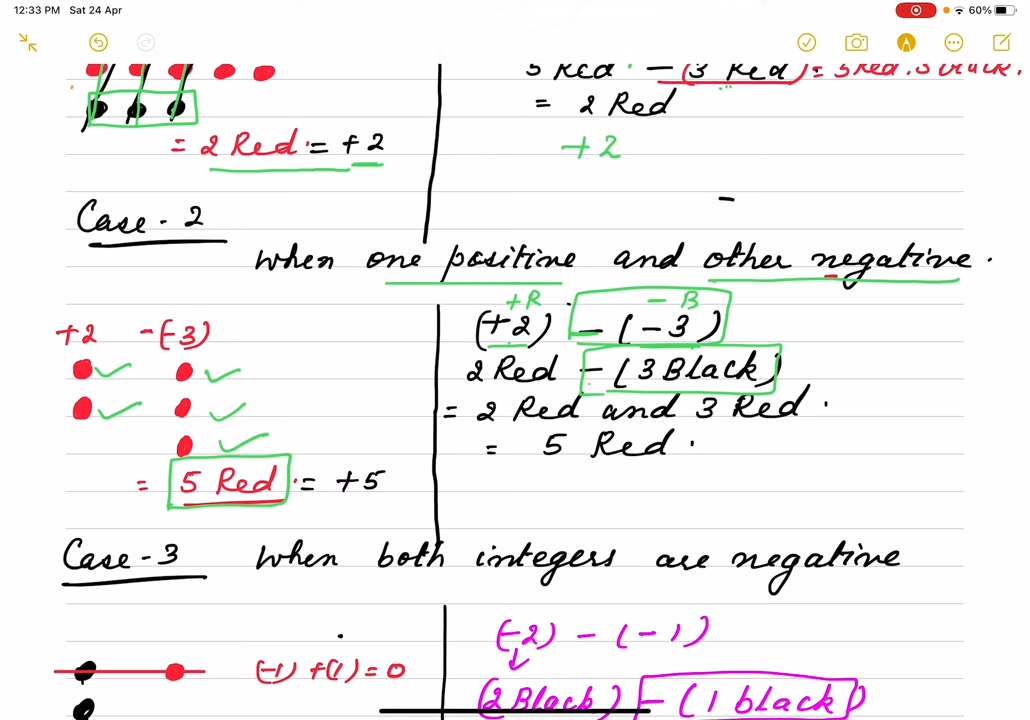 12:33 PM Sat 24 Apr
60%
= 2 Red = +2
5 Red - (3 Red) = 5 Red. 3 black.
= 2 Red
+2
Case - 2
when one positive and other negative.
+2 -(-3)
= 5 Red = +5
+R - B
(+2) - (-3)
2 Red - (3 Black)
= 2 Red and 3 Red.
= 5 Red.
Case - 3 when both integers are negative
(-1) + (1) = 0
(-2) - (-1)
(2 Black) - (1 black)